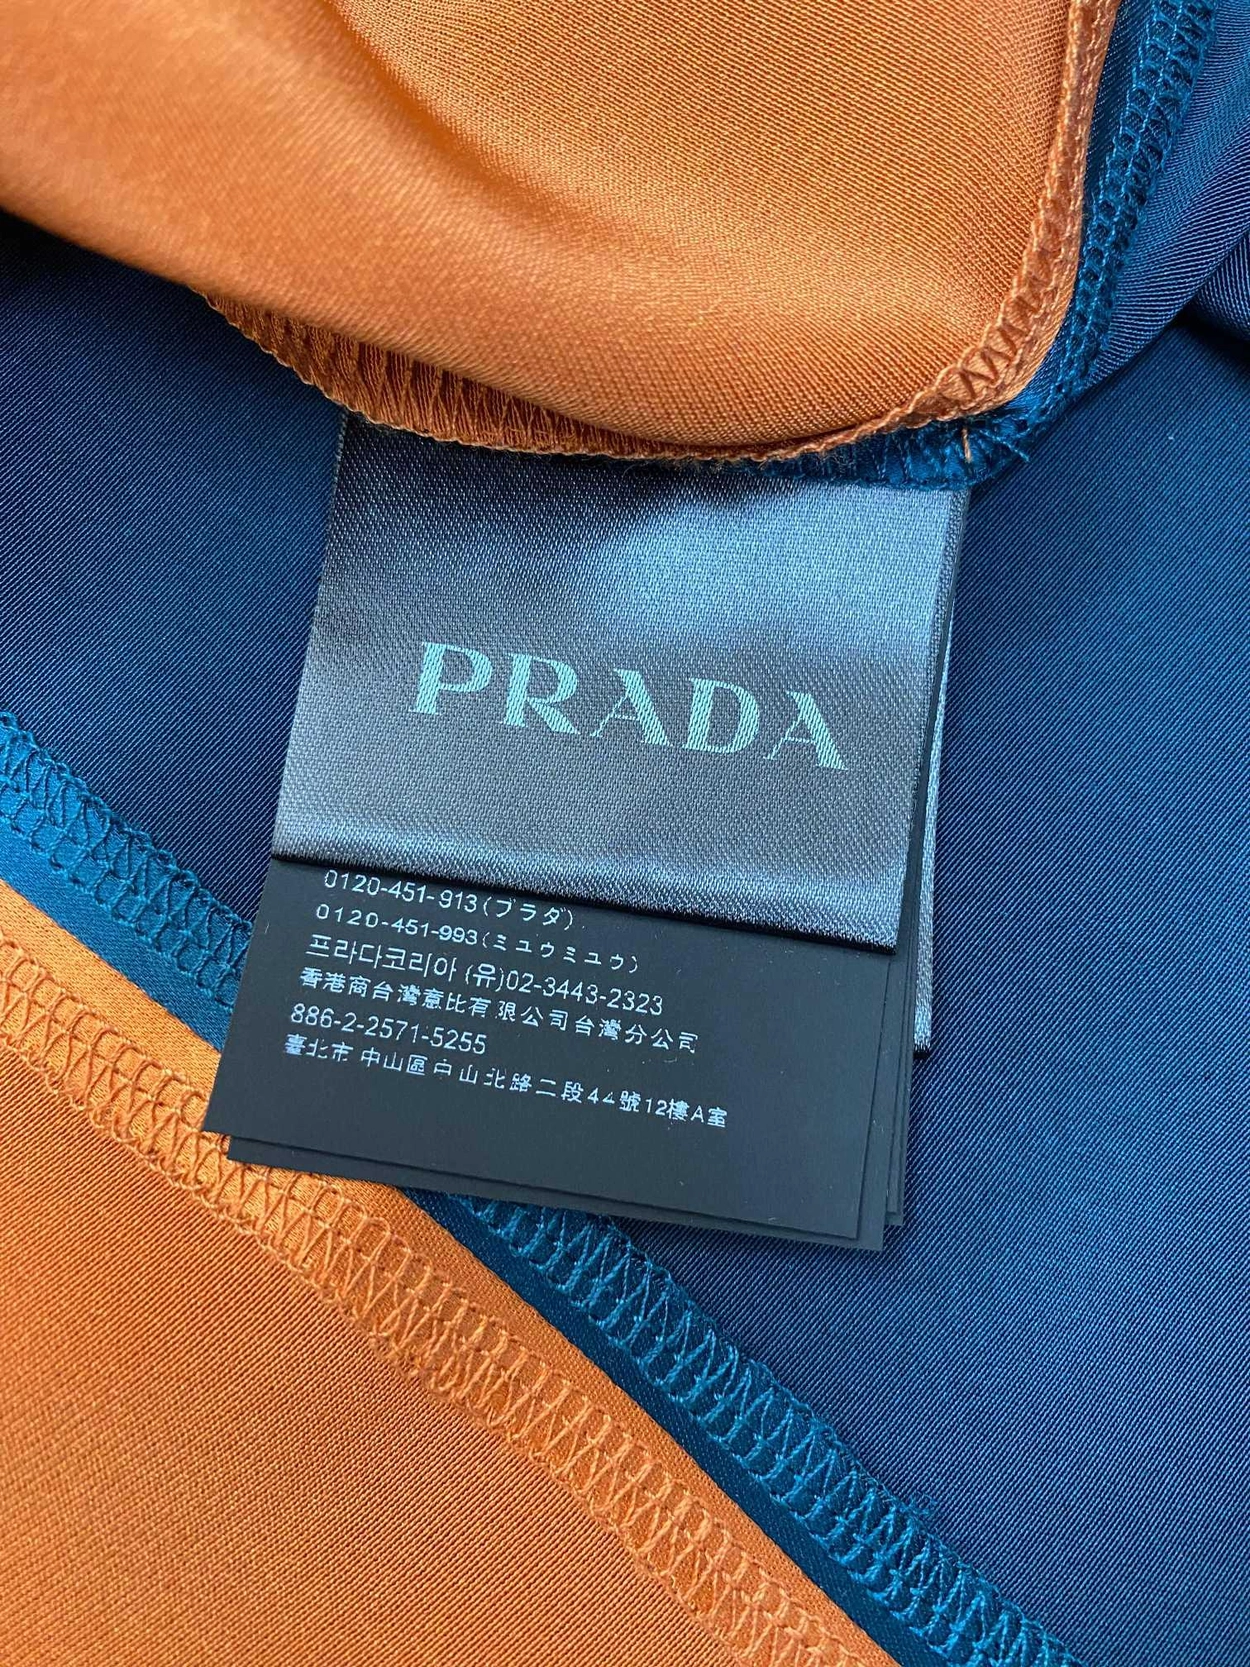 PRADA
0120-451-913(プラダ)
0120-451-993(ミュウミュウ)
프라다코리아 (유)02-3443-2323
香港商台灣意比有限公司台灣分公司
886-2-2571-5255
臺北市中山區中山北路二段44號12樓A室